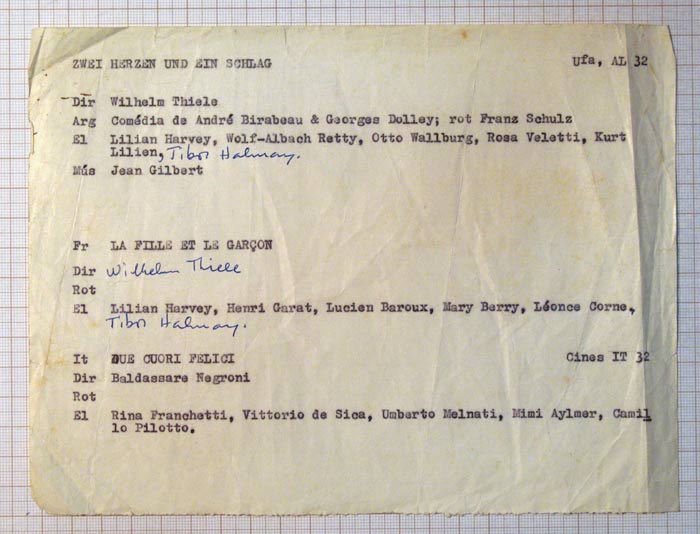 ZWEI HERZEN UND EIN SCHLAG Ufa, AL 32
Dir Wilhelm Thiele
Arg Comédia de André Birabeau & Georges Dolley; rot Franz Schulz
El Lilian Harvey, Wolf-Albach Retty, Otto Wallburg, Rosa Veletti, Kurt
Lilien, Tibor Halmay.
Mús Jean Gilbert
Fr LA FILLE ET LE GARÇON
Dir Wilhelm Thiele
Rot
El Lilian Harvey, Henri Garat, Lucien Baroux, Mary Berry, Léonce Corne,
Tibor Halmay.
It DUE CUORI FELICI Cines IT 32
Dir Baldassare Negroni
Rot
El Rina Franchetti, Vittorio de Sica, Umberto Melnati, Mimi Aylmer, Camil
lo Pilotto.